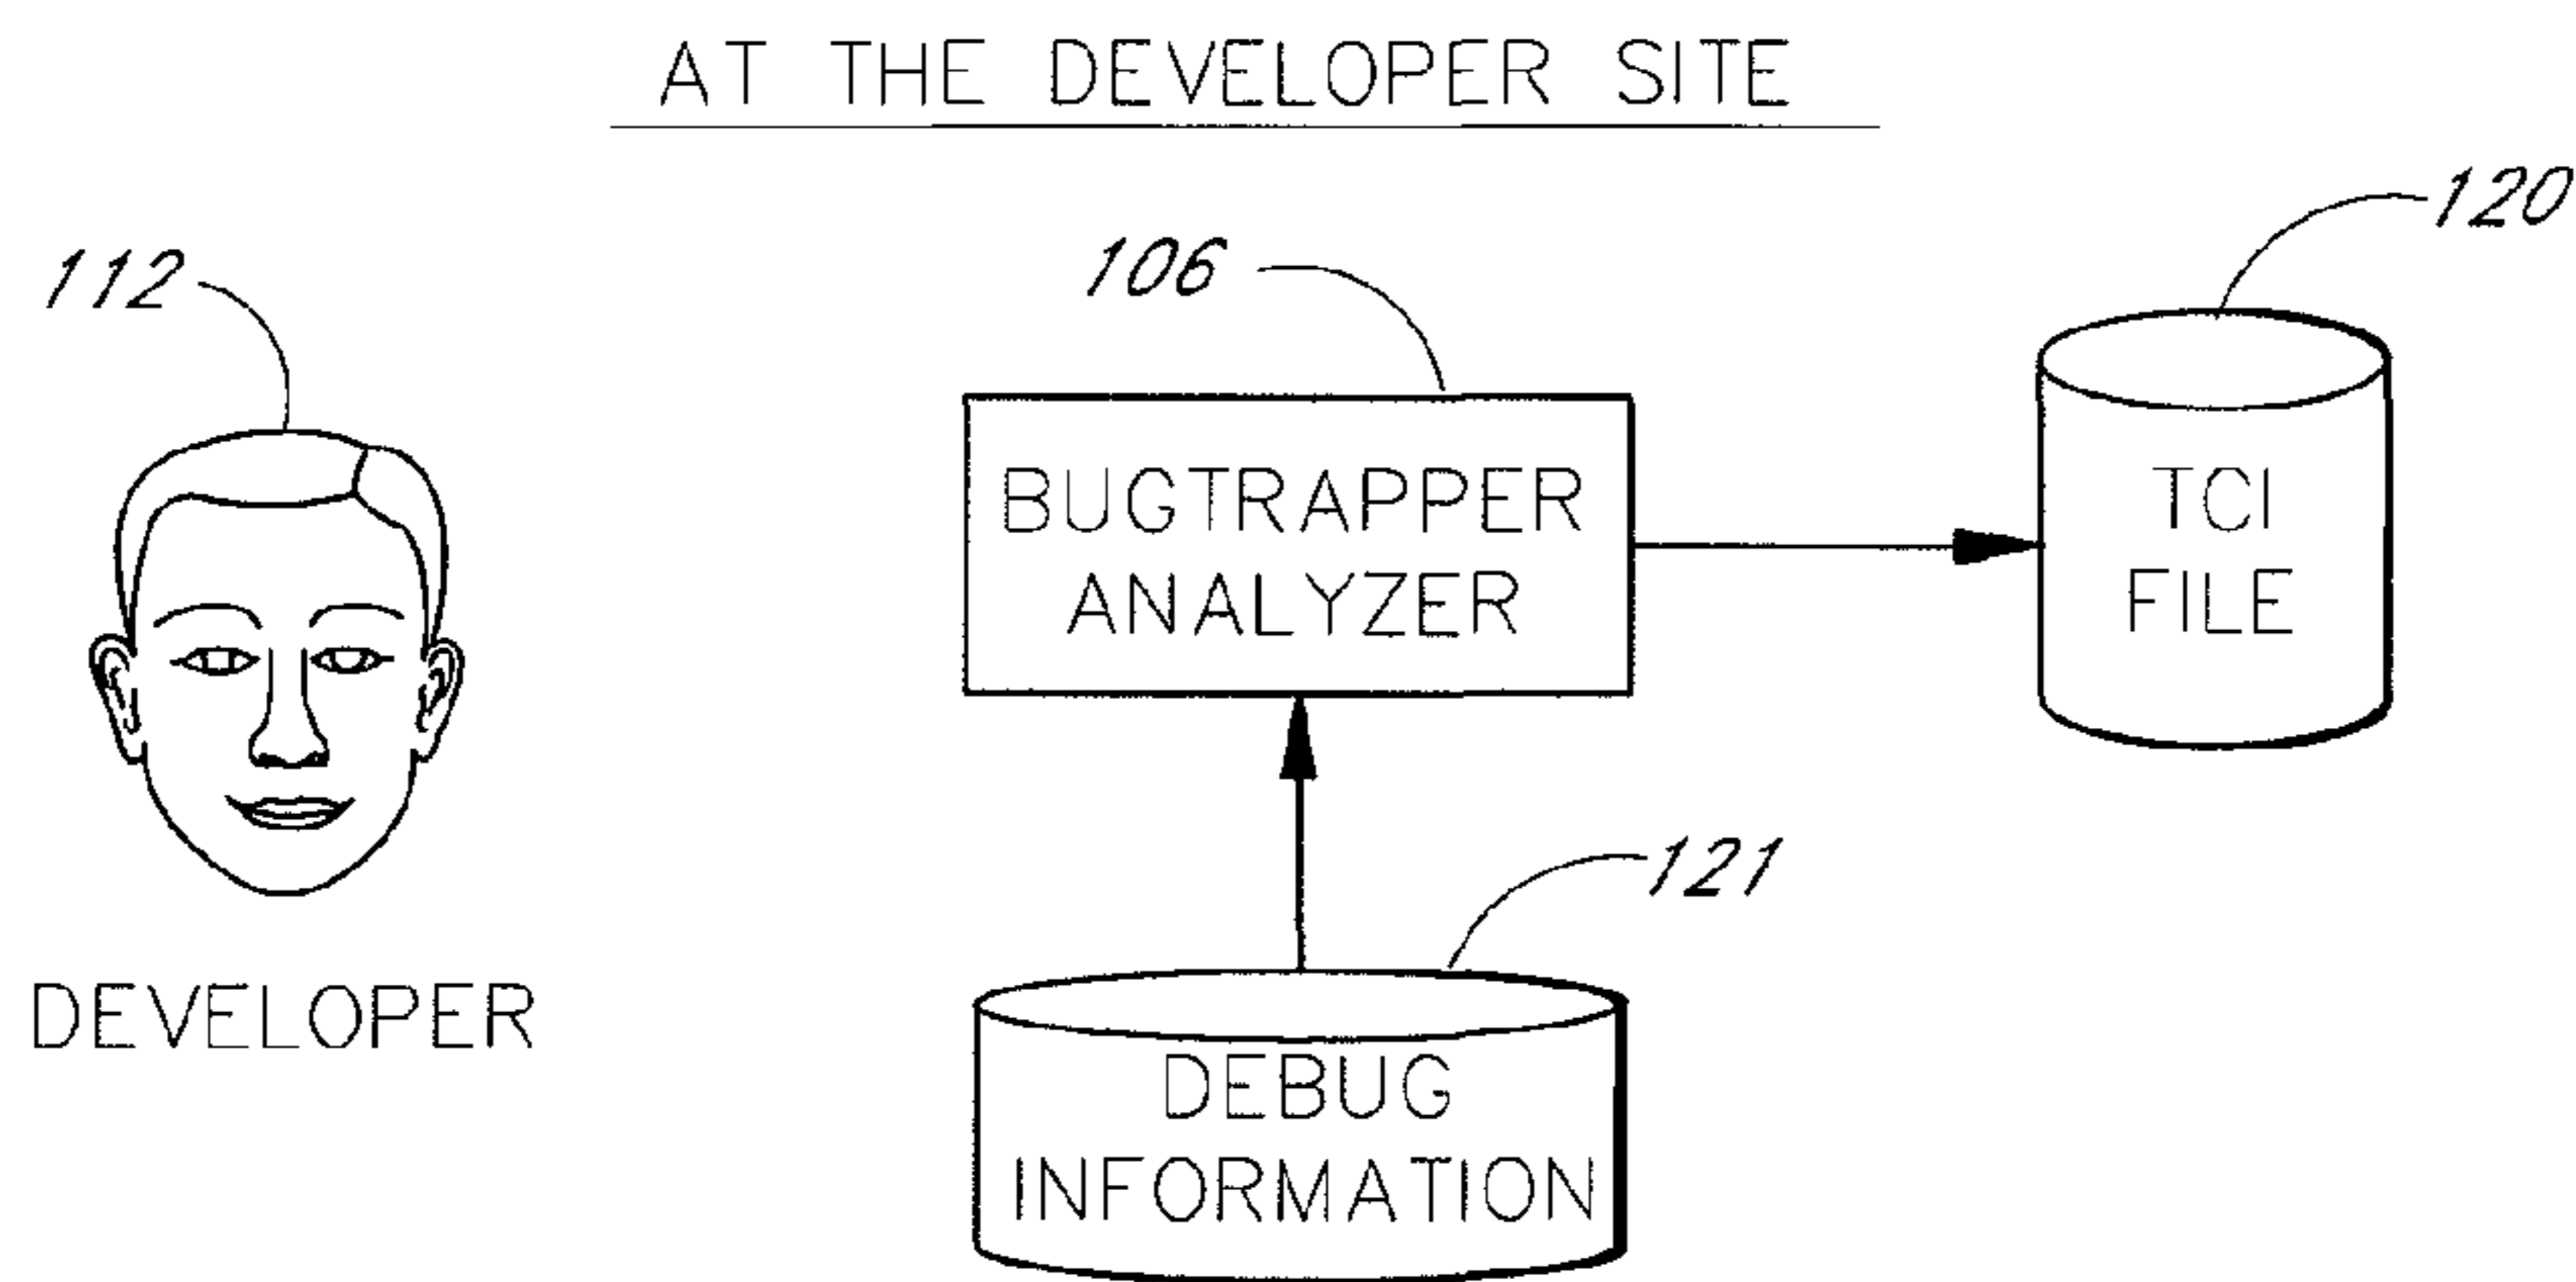 AT THE DEVELOPER SITE
120
112
106
BUGTRAPPER
ANALYZER
TCI
FILE
121
DEVELOPER
DEBUG
INFORMATION